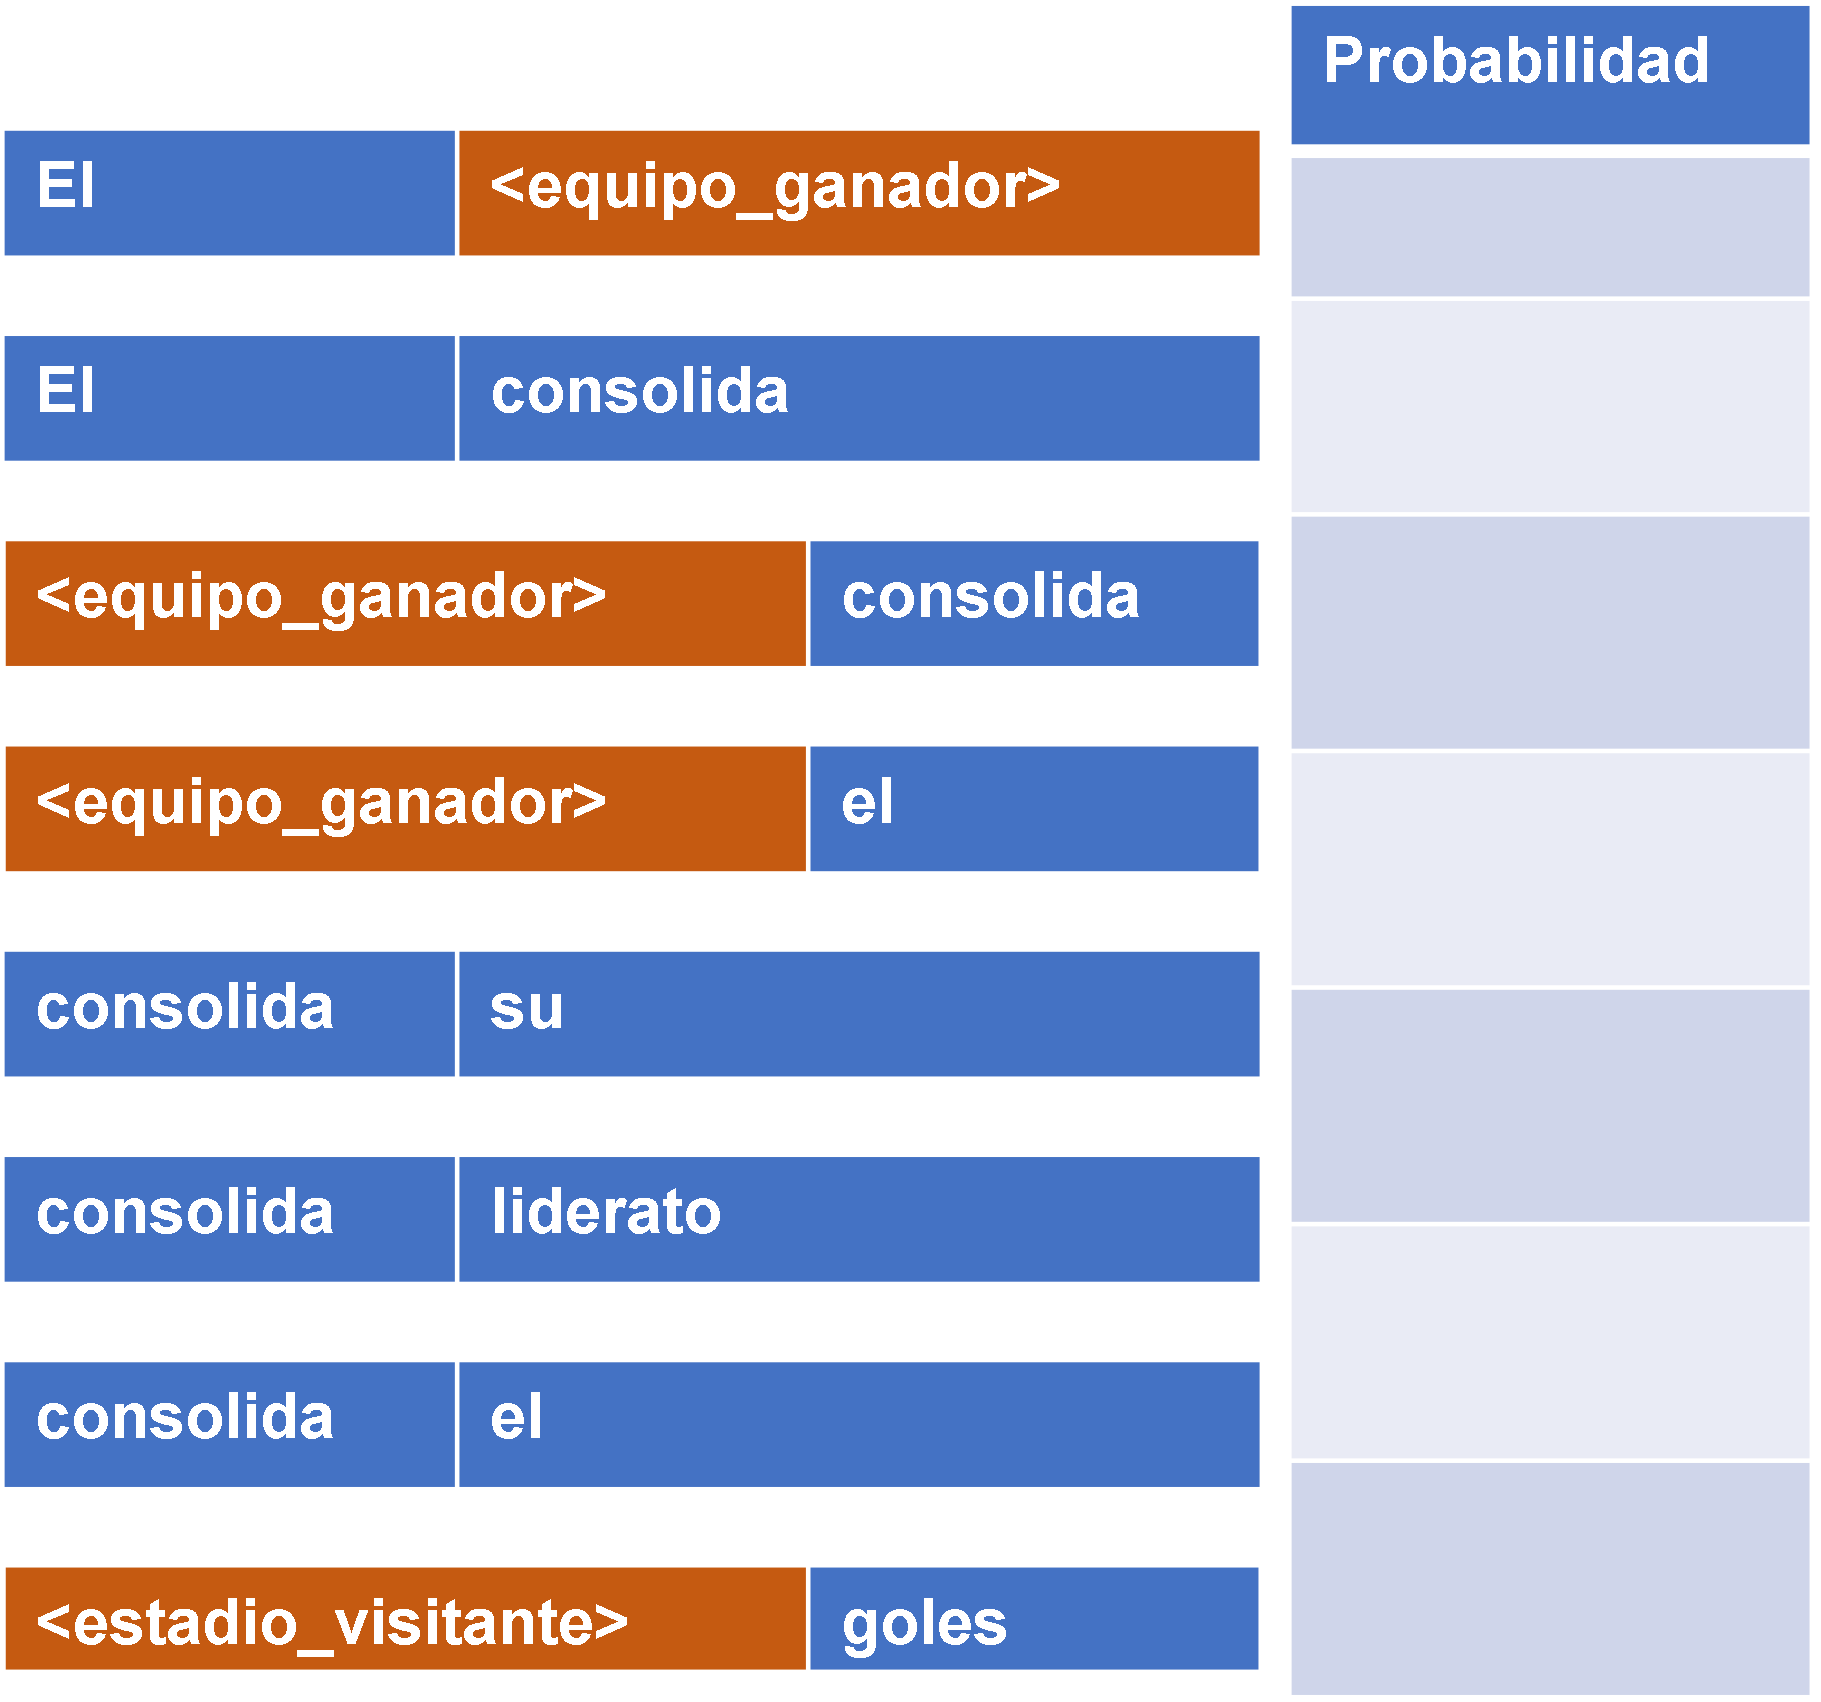 Probabilidad
El <equipo_ganador>
El consolida
<equipo_ganador> consolida
<equipo_ganador> el
consolida su
consolida liderato
consolida el
<estadio_visitante> goles